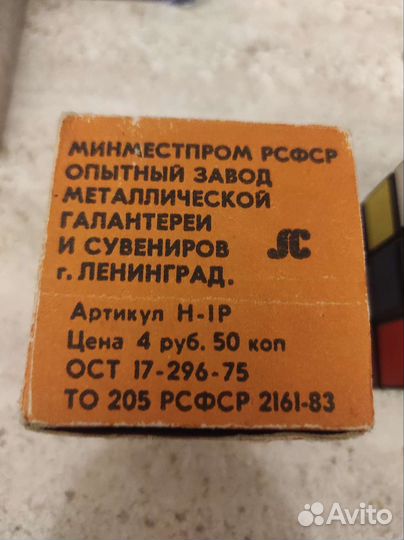 МИНМЕСТПРОМ РСФСР
ОПЫТНЫЙ ЗАВОД
МЕТАЛЛИЧЕСКОЙ
ГАЛАНТЕРЕИ
И СУВЕНИРОВ
г. ЛЕНИНГРАД.
Артикул Н-1Р
Цена 4 руб. 50 коп
ОСТ 17-296-75
ТО 205 РСФСР 2161-83
Avito